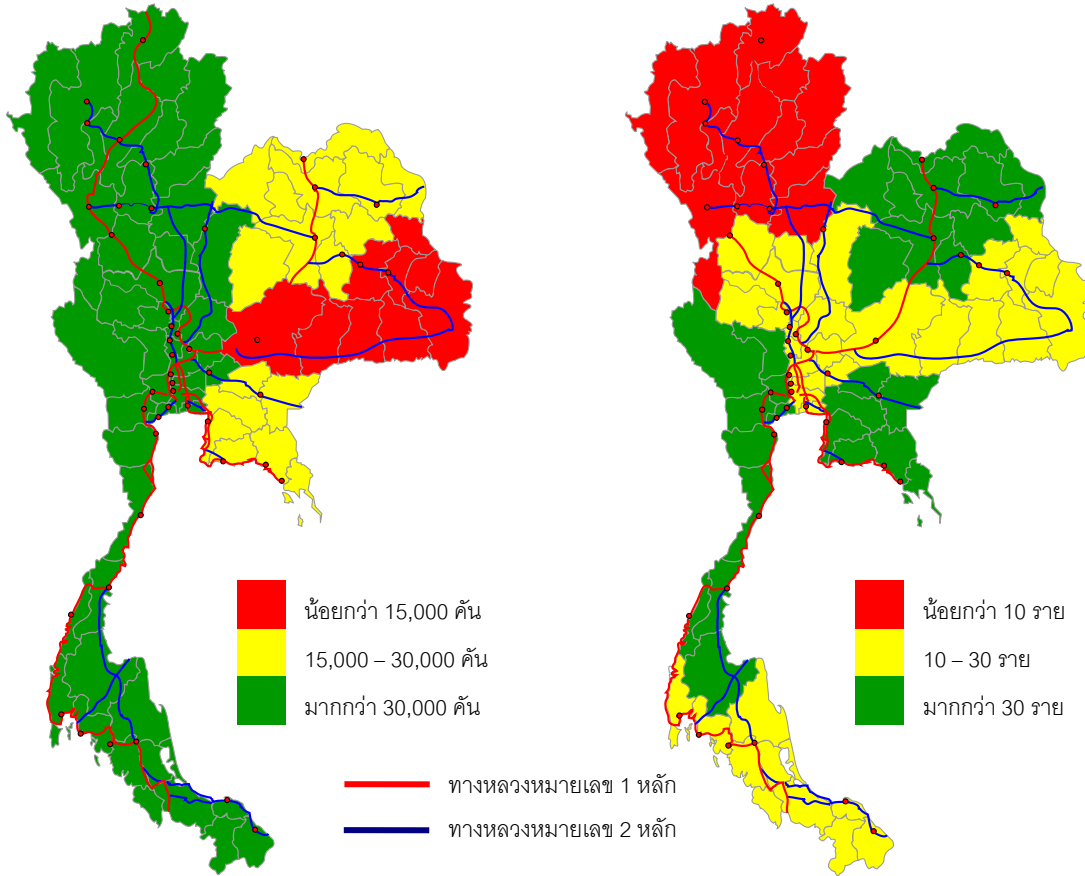 น้อยกว่า 15,000 คัน
15,000 – 30,000 คัน
มากกว่า 30,000 คัน
น้อยกว่า 10 ราย
10 – 30 ราย
มากกว่า 30 ราย
ทางหลวงหมายเลข 1 หลัก
ทางหลวงหมายเลข 2 หลัก